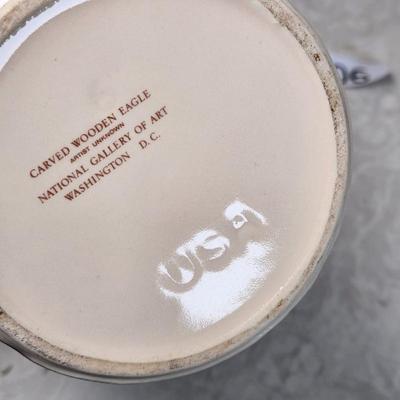 CARVED WOODEN EAGLE
ARTIST UNKNOWN
NATIONAL GALLERY OF ART
WASHINGTON D.C.
USA